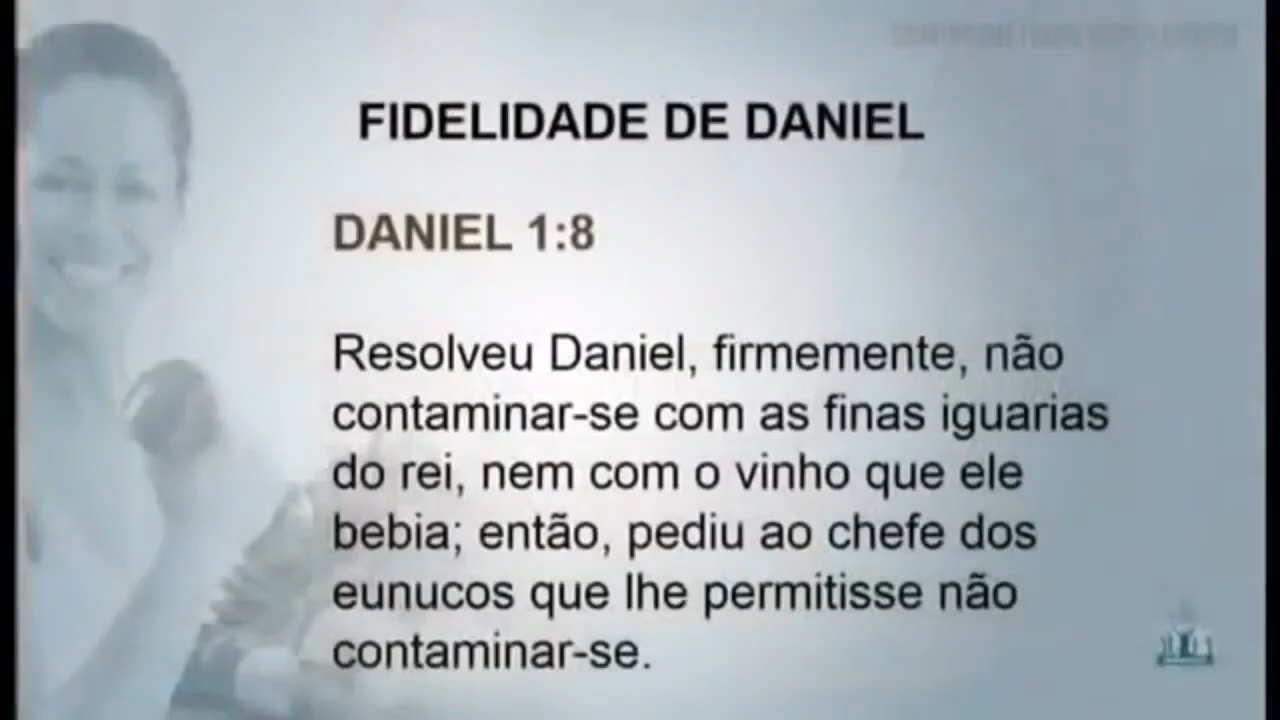 FIDELIDADE DE DANIEL
DANIEL 1:8
Resolveu Daniel, firmemente, não
contaminar-se com as finas iguarias
do rei, nem com o vinho que ele
bebia; então, pediu ao chefe dos
eunucos que lhe permitisse não
contaminar-se.